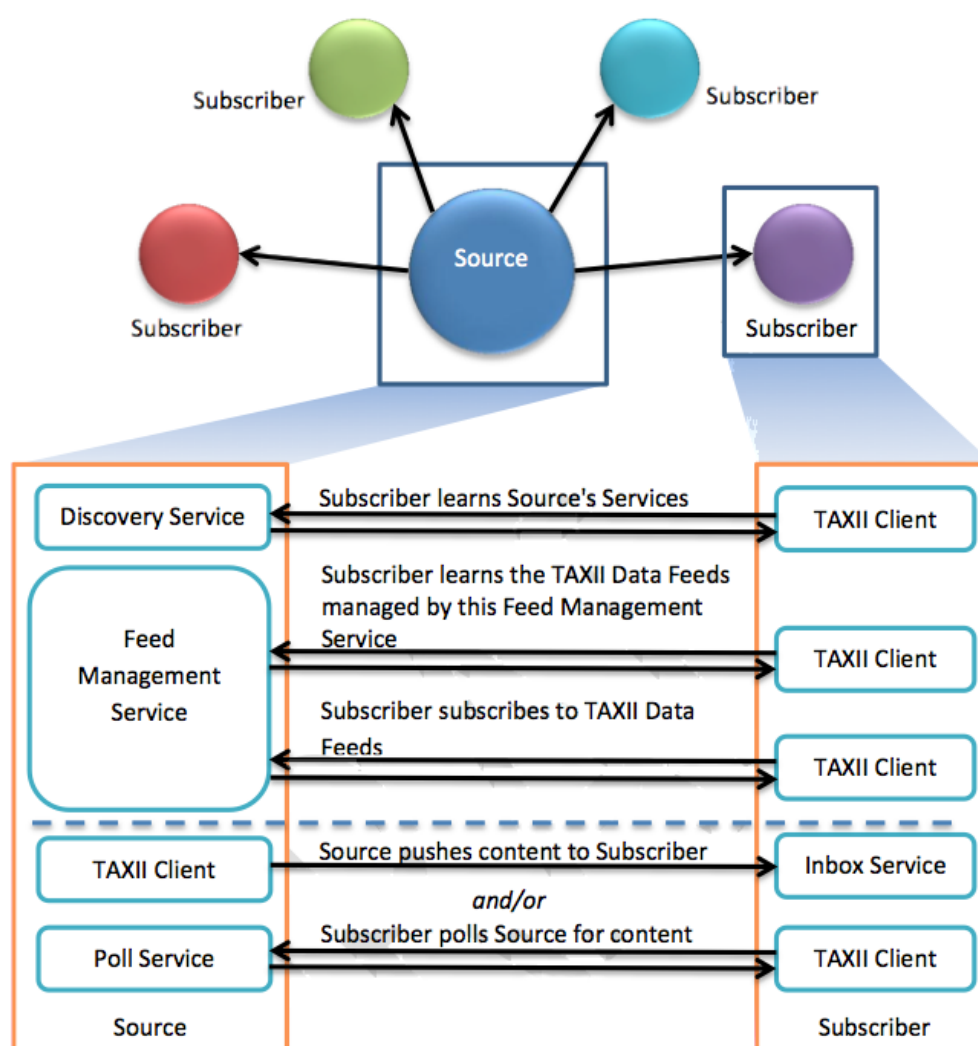 Subscriber
Subscriber
Source
Subscriber
Subscriber
Discovery Service
Subscriber learns Source's Services
TAXII Client
Subscriber learns the TAXII Data Feeds
managed by this Feed Management
Service
Feed
Management
Service
TAXII Client
Subscriber subscribes to TAXII Data
Feeds
TAXII Client
TAXII Client
Source pushes content to Subscriber
Inbox Service
and/or
Subscriber polls Source for content
Poll Service
TAXII Client
Source
Subscriber